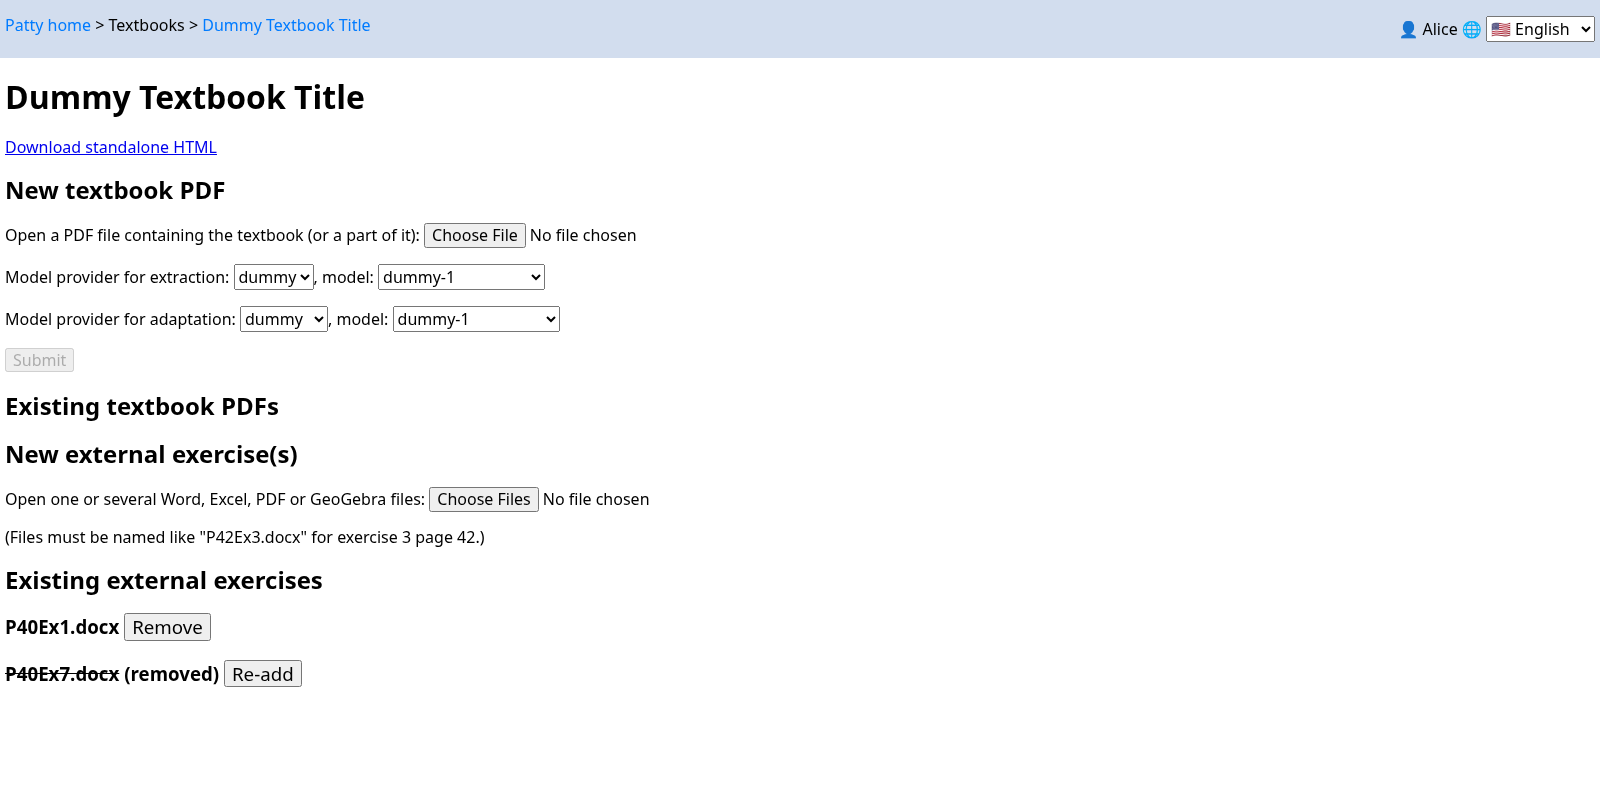 Patty home > Textbooks > Dummy Textbook Title
👤 Alice 🌐 🇺🇸 English
Dummy Textbook Title
Download standalone HTML
New textbook PDF
Open a PDF file containing the textbook (or a part of it): Choose File No file chosen
Model provider for extraction: dummy, model: dummy-1
Model provider for adaptation: dummy, model: dummy-1
Submit
Existing textbook PDFs
New external exercise(s)
Open one or several Word, Excel, PDF or GeoGebra files: Choose Files No file chosen
(Files must be named like "P42Ex3.docx" for exercise 3 page 42.)
Existing external exercises
P40Ex1.docx Remove
P40Ex7.docx (removed) Re-add